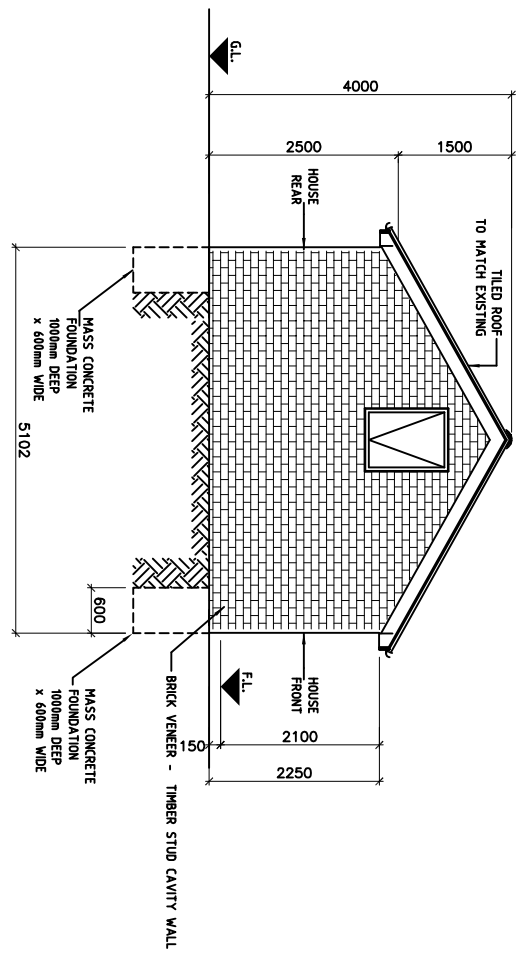 G.L.
4000
2500
1500
HOUSE
REAR
TILED ROOF
TO MATCH EXISTING
MASS CONCRETE
FOUNDATION
1000mm DEEP
x 600mm WIDE
5102
600
HOUSE
FRONT
F.L.
150
2100
2250
BRICK VENEER - TIMBER STUD CAVITY WALL
MASS CONCRETE
FOUNDATION
1000mm DEEP
x 600mm WIDE